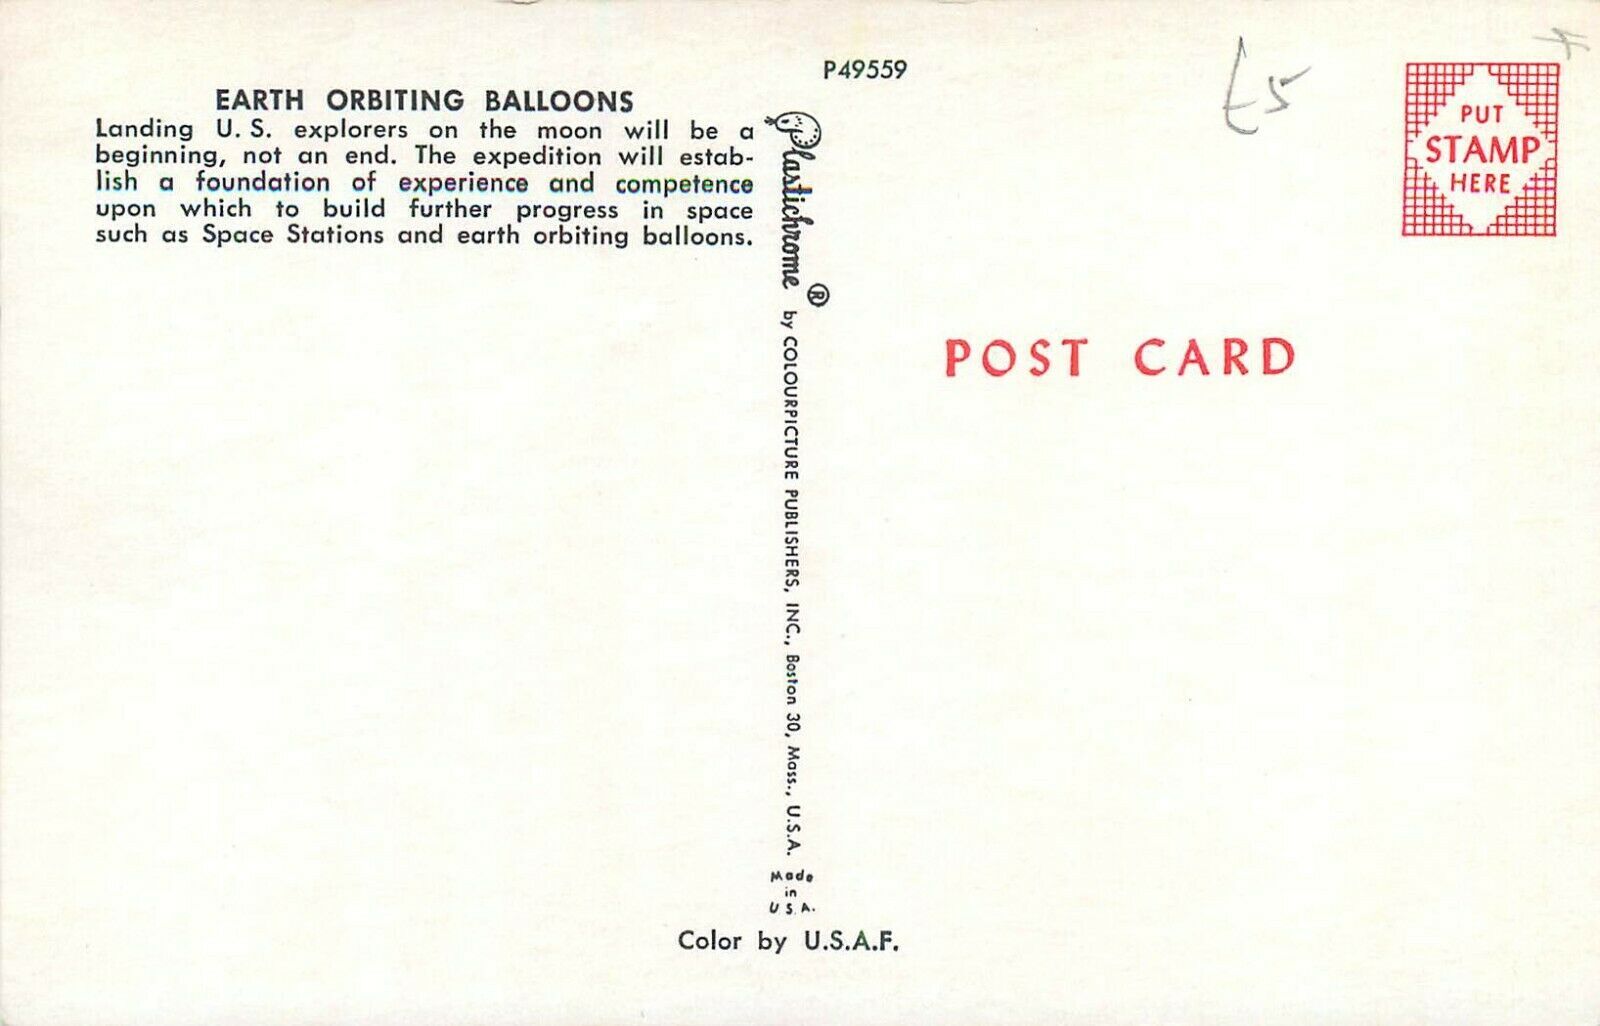 P49559
EARTH ORBITING BALLOONS
Landing U. S. explorers on the moon will be a
beginning, not an end. The expedition will estab-
lish a foundation of experience and competence
upon which to build further progress in space
such as Space Stations and earth orbiting balloons.
Plastichrome ®
by COLOURPICTURE PUBLISHERS, INC., Boston 30, Mass., U.S.A.
Made
in
U S A.
Color by U.S.A.F.
£5
PUT
STAMP
HERE
POST CARD